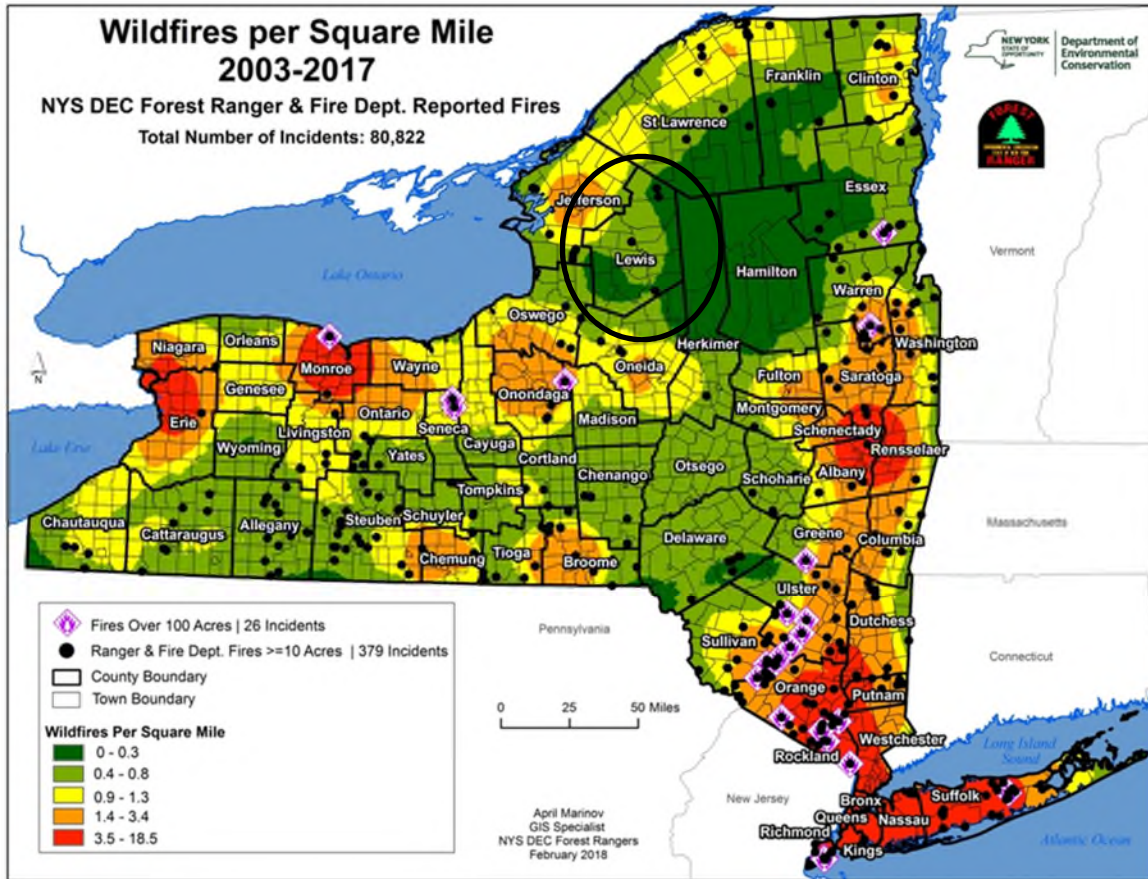 Wildfires per Square Mile
2003-2017
NYS DEC Forest Ranger & Fire Dept. Reported Fires
Total Number of Incidents: 80,822
NEW YORK
STATE OF
OPPORTUNITY
Department of
Environmental
Conservation
FOREST
RANGER
Franklin
Clinton
St Lawrence
Essex
Jefferson
Vermont
Lewis
Hamilton
Lake Ontario
Warren
Oswego
Washington
Herkimer
Oneida
Niagara
Orleans
Monroe
Wayne
Fulton
Saratoga
N
Genesee
Onondaga
Montgomery
Erie
Ontario
Seneca
Madison
Schenectady
Livingston
Cayuga
Rensselaer
Lake Erie
Wyoming
Yates
Cortland
Otsego
Albany
Chenango
Schoharie
Tompkins
Chautauqua
Cattaraugus
Allegany
Steuben
Schuyler
Massachusetts
Delaware
Greene
Columbia
Chemung
Tioga
Broome
Ulster
Dutchess
Sullivan
Pennsylvania
Connecticut
Orange
Putnam
Westchester
Rockland
Long Island
Sound
New Jersey
Bronx
Suffolk
Queens
Nassau
Richmond
Kings
Atlantic Ocean
Fires Over 100 Acres | 26 Incidents
Ranger & Fire Dept. Fires >=10 Acres | 379 Incidents
County Boundary
Town Boundary
Wildfires Per Square Mile
0 - 0.3
0.4 - 0.8
0.9 - 1.3
1.4 - 3.4
3.5 - 18.5
0 25 50 Miles
April Marinov
GIS Specialist
NYS DEC Forest Rangers
February 2018